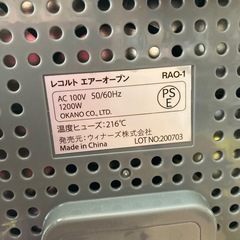 レコルト エアーオーブン RAO-1
AC 100V 50/60Hz
1200W
OKANO CO., LTD.
PS
E
温度ヒューズ:216℃
発売元:ウィナーズ株式会社
Made in China LOT NO:200703